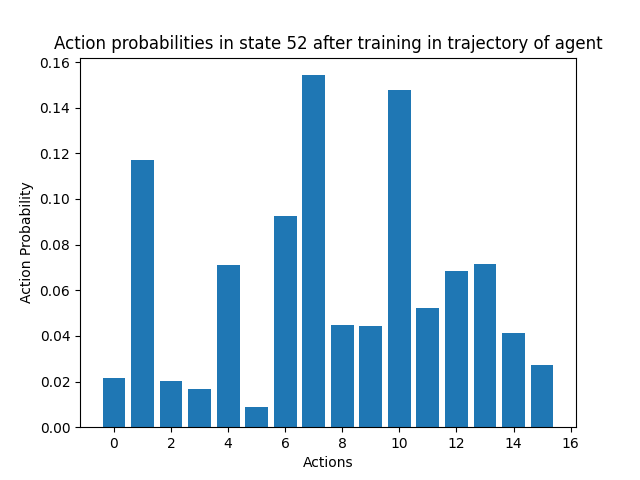 Action probabilities in state 52 after training in trajectory of agent
0.16
0.14
0.12
0.10
0.08
0.06
0.04
0.02
0.00
Action Probability
0 2 4 6 8 10 12 14 16
Actions